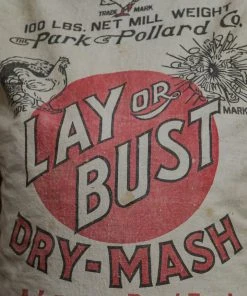 TRADE MARK
100 LBS. NET MILL WEIGHT
THE Park & Pollard Co.
MARK
LAY OR
BUST
DRY-MASH